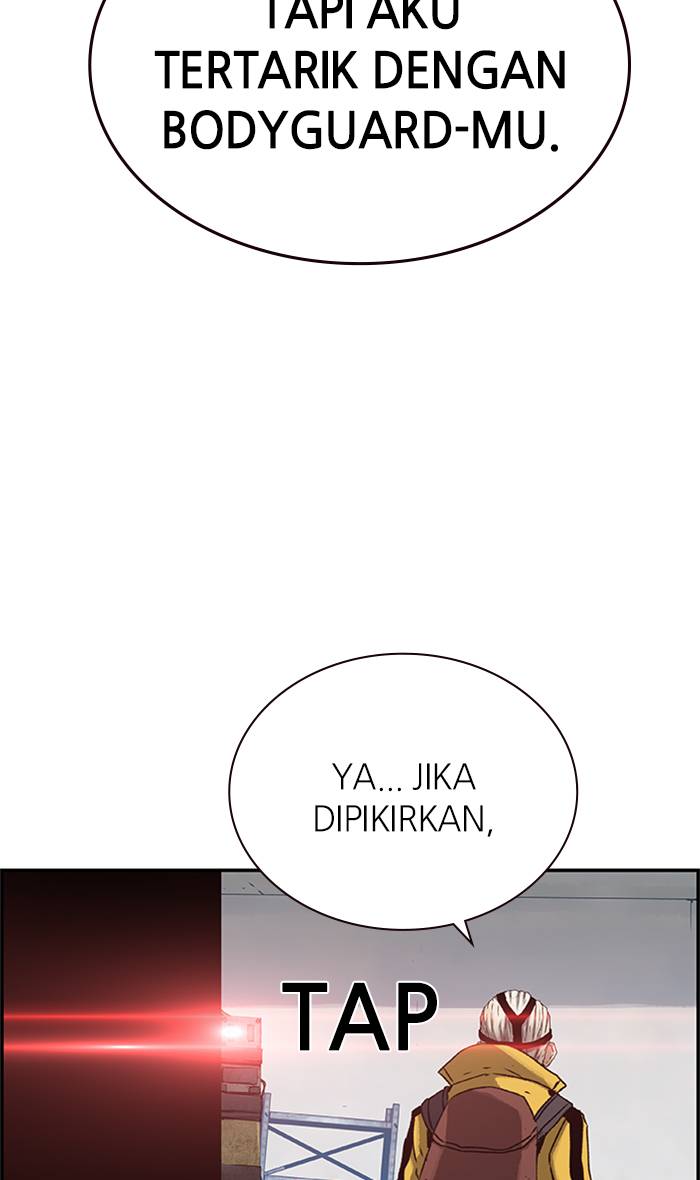 TAPI AKU
TERTARIK DENGAN
BODYGUARD-MU.
YA... JIKA
DIPIKIRKAN,
TAP